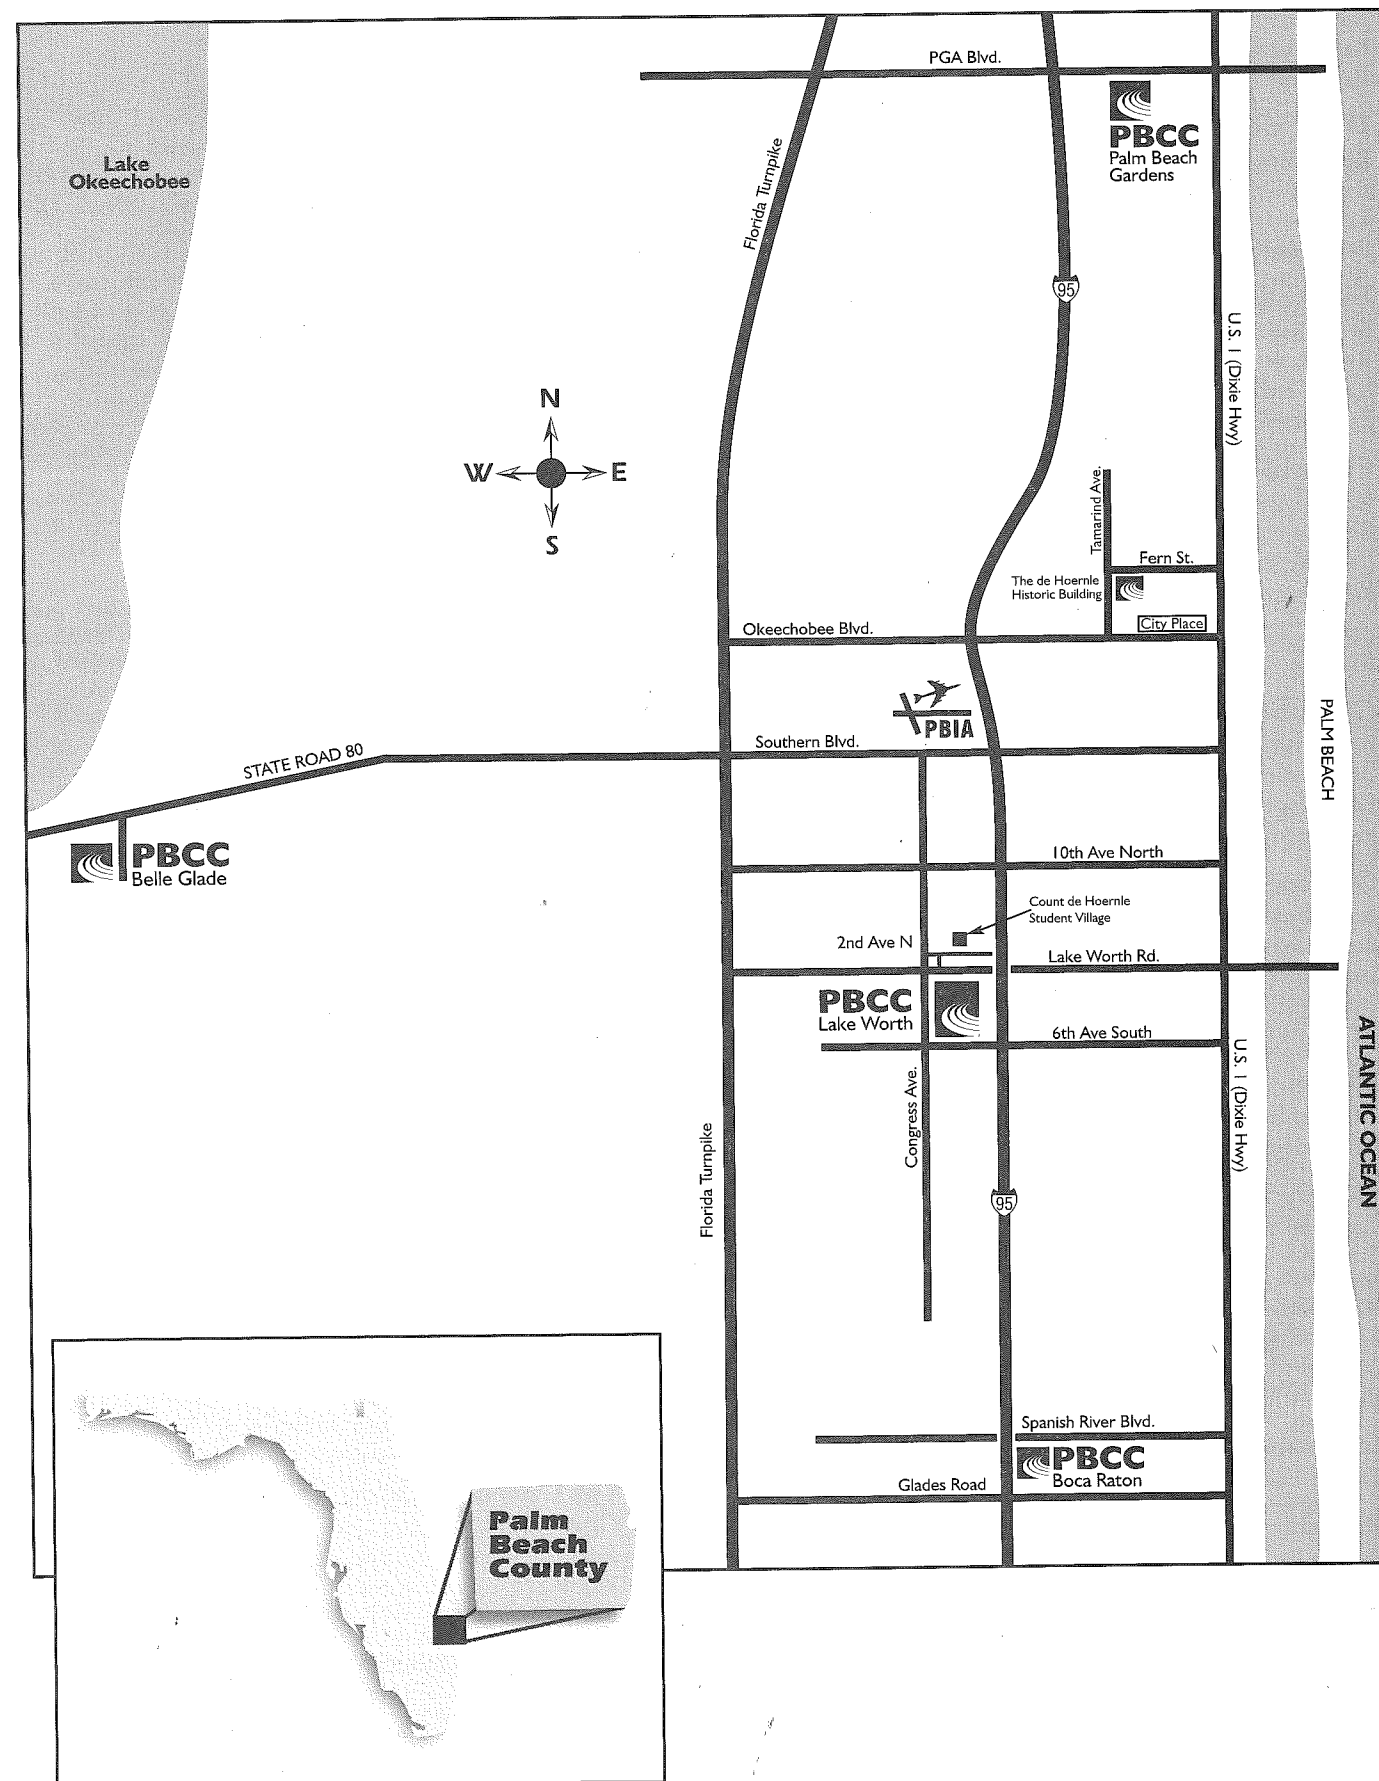 PGA Blvd.
PBCC
Palm Beach
Gardens
Lake
Okeechobee
Florida Turnpike
95
U.S. 1 (Dixie Hwy)
N
W
E
S
Tamarind Ave.
Fern St.
The de Hoernle
Historic Building
City Place
Okeechobee Blvd.
PBIA
PALM BEACH
Southern Blvd.
STATE ROAD 80
PBCC
Belle Glade
10th Ave North
Count de Hoernle
Student Village
2nd Ave N
Lake Worth Rd.
PBCC
Lake Worth
6th Ave South
ATLANTIC OCEAN
U.S. 1 (Dixie Hwy)
Congress Ave.
Florida Turnpike
95
Spanish River Blvd.
PBCC
Boca Raton
Glades Road
Palm
Beach
County